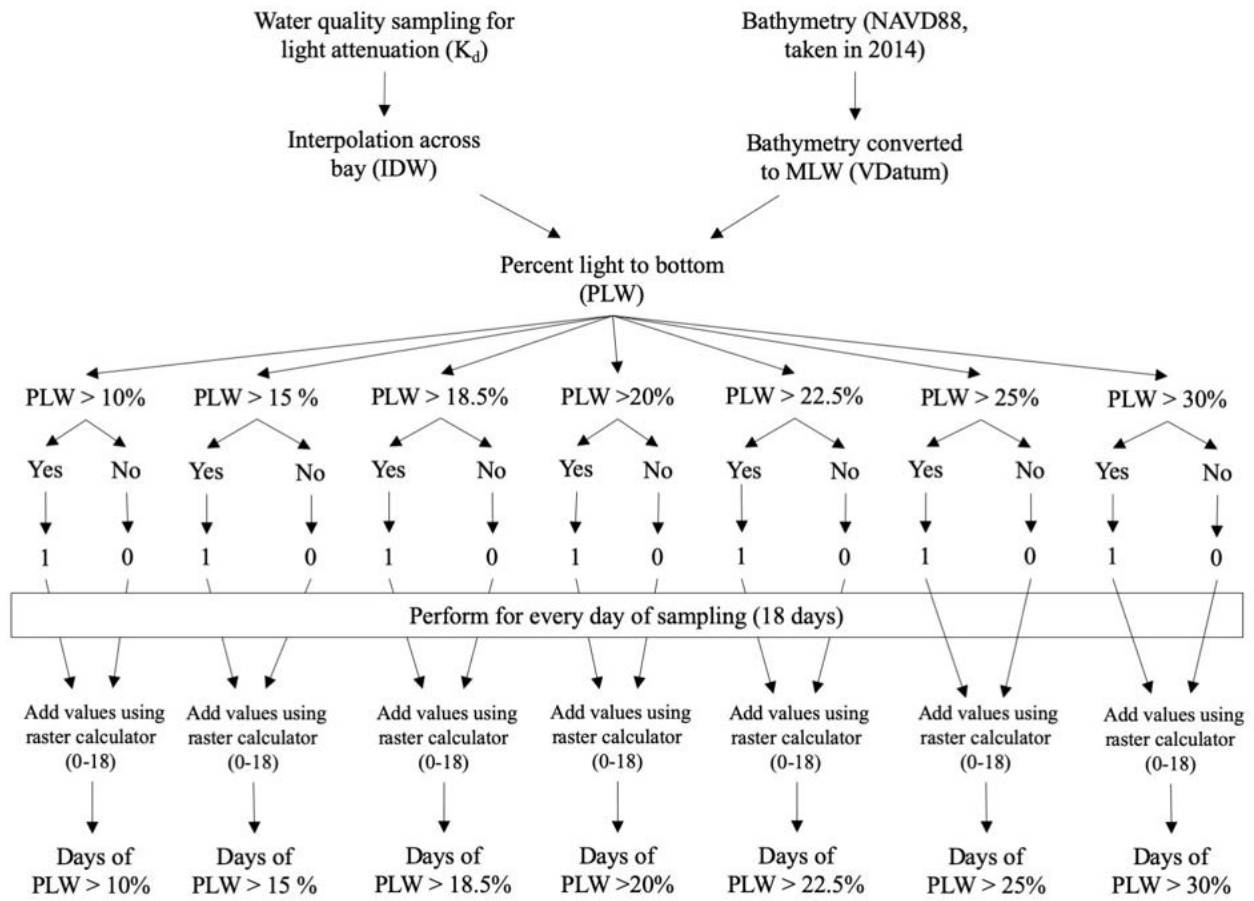 Water quality sampling for
light attenuation (Kd)
Bathymetry (NAVD88,
taken in 2014)
Interpolation across
bay (IDW)
Bathymetry converted
to MLW (VDatum)
Percent light to bottom
(PLW)
PLW > 10%
PLW > 15 %
PLW > 18.5%
PLW >20%
PLW > 22.5%
PLW > 25%
PLW > 30%
Yes
No
Yes
No
Yes
No
Yes
No
Yes
No
Yes
No
Yes
No
1
0
1
0
1
0
1
0
1
0
1
0
1
0
Perform for every day of sampling (18 days)
Add values using
raster calculator
(0-18)
Add values using
raster calculator
(0-18)
Add values using
raster calculator
(0-18)
Add values using
raster calculator
(0-18)
Add values using
raster calculator
(0-18)
Add values using
raster calculator
(0-18)
Add values using
raster calculator
(0-18)
Days of
PLW > 10%
Days of
PLW > 15 %
Days of
PLW > 18.5%
Days of
PLW >20%
Days of
PLW > 22.5%
Days of
PLW > 25%
Days of
PLW > 30%